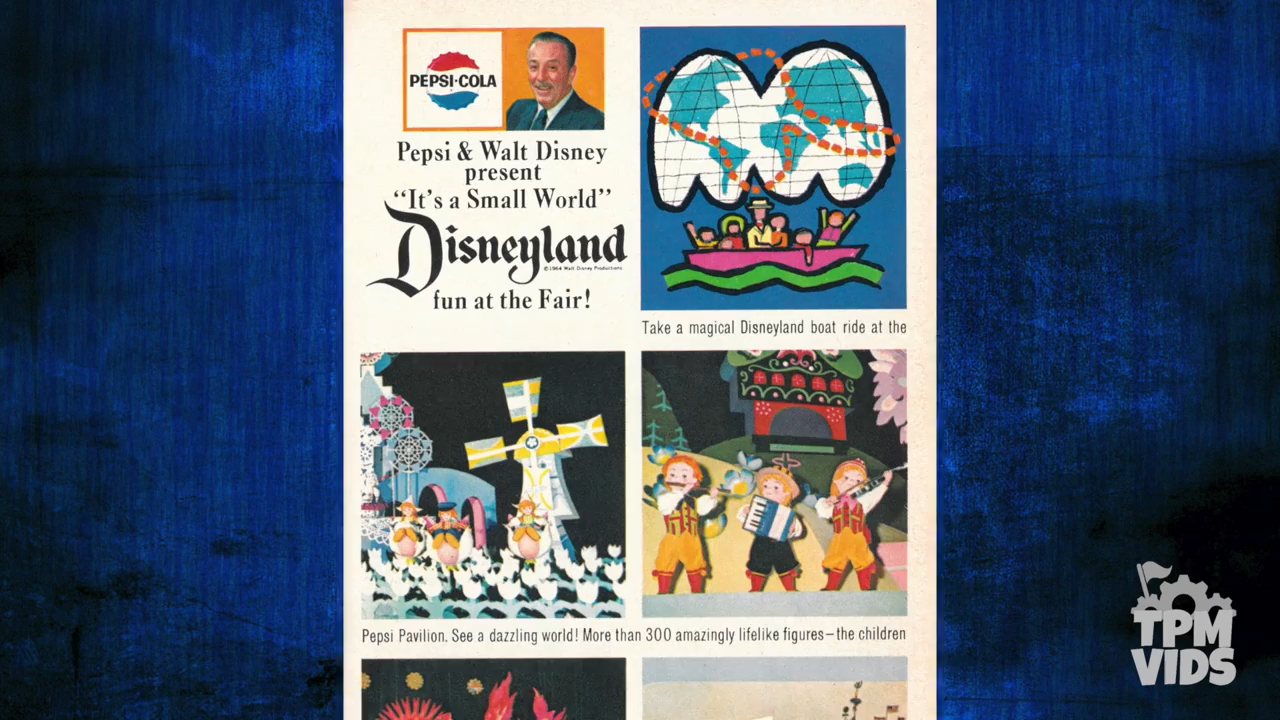 PEPSI·COLA
Pepsi & Walt Disney
present
“It’s a Small World”
Disneyland
©1964 Walt Disney Productions
fun at the Fair!
Take a magical Disneyland boat ride at the
Pepsi Pavilion. See a dazzling world! More than 300 amazingly lifelike figures—the children
TPM
VIDS